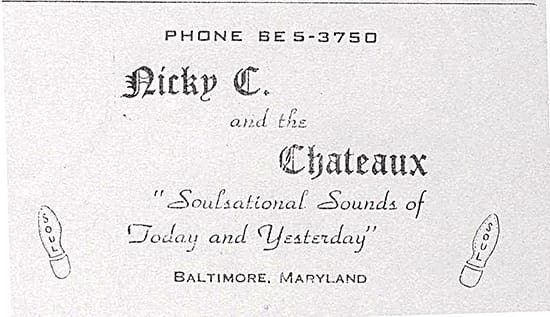 PHONE BE 5-3750
Nicky C.
and the
Chateaux
"Soulsational Sounds of
Today and Yesterday"
SOUL
SOUL
BALTIMORE, MARYLAND